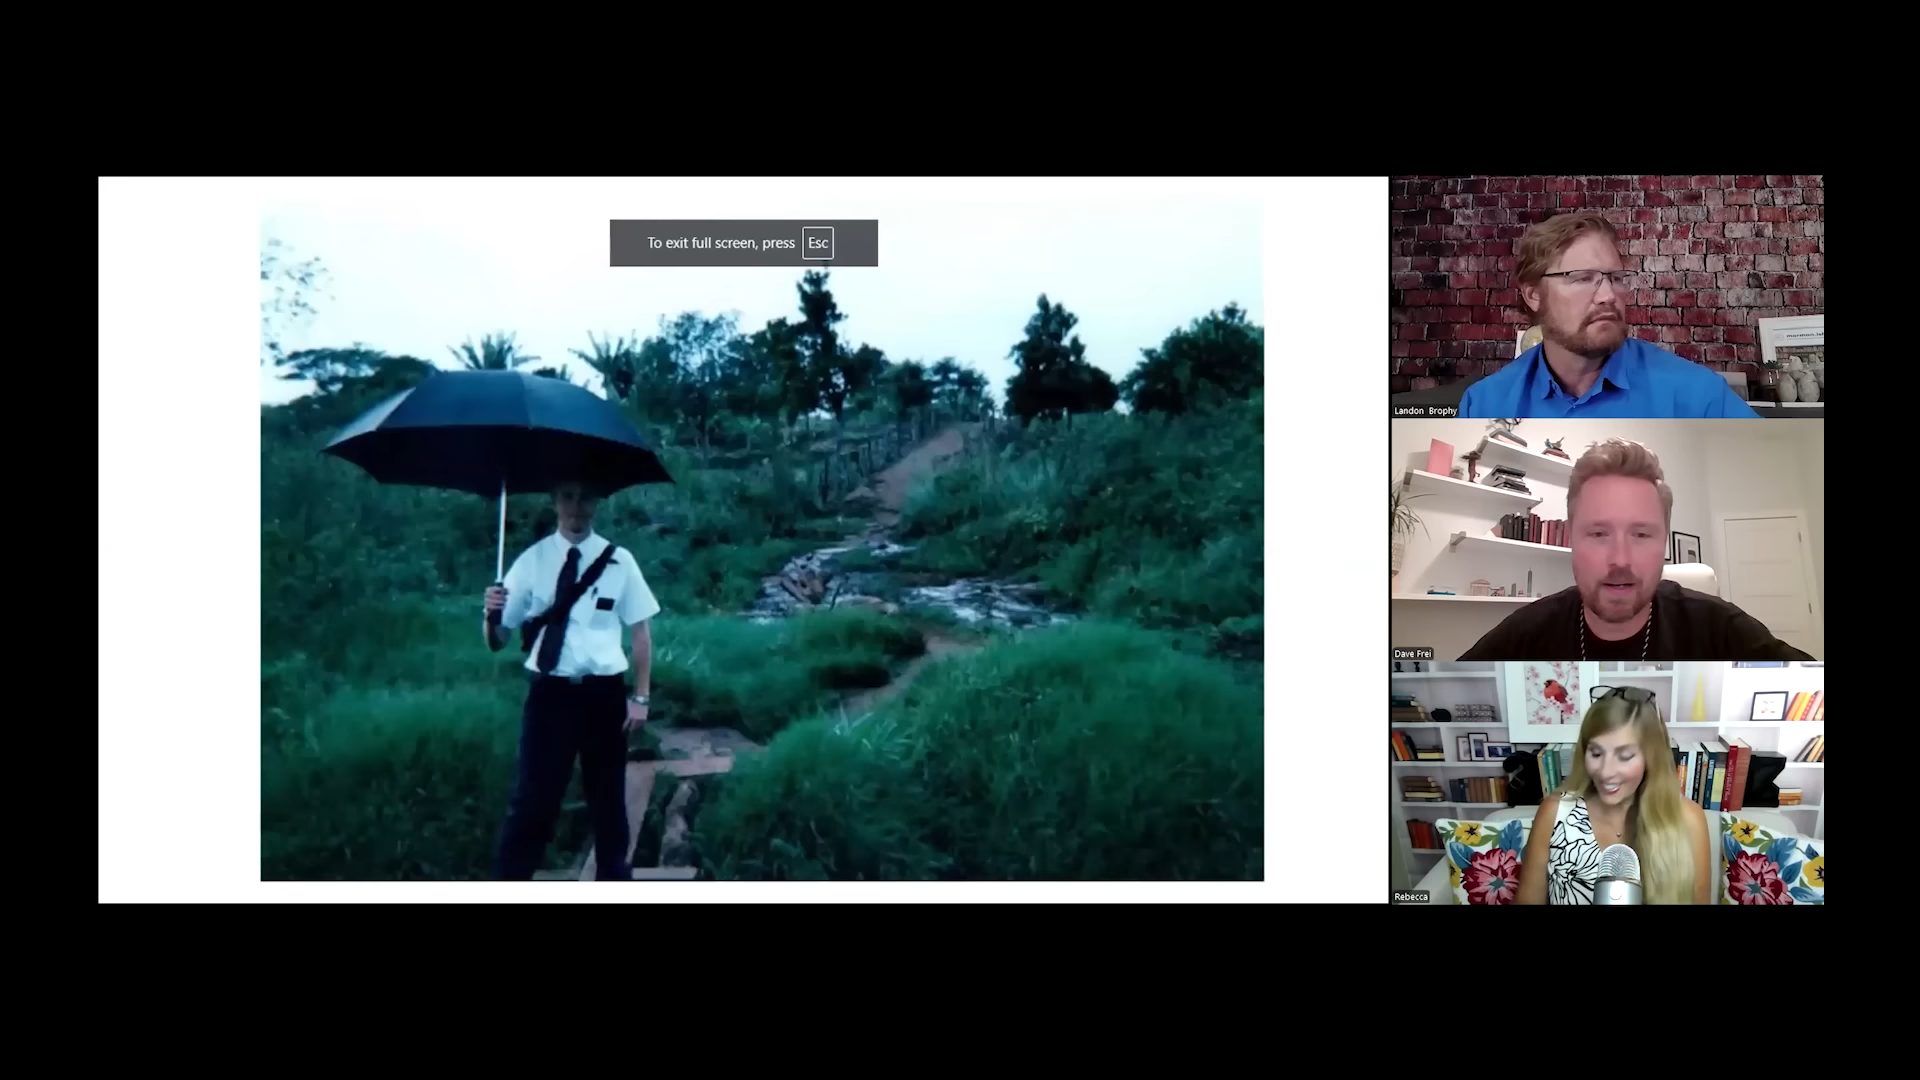 To exit full screen, press Esc
Landon Brophy
Dave Frei
Rebecca